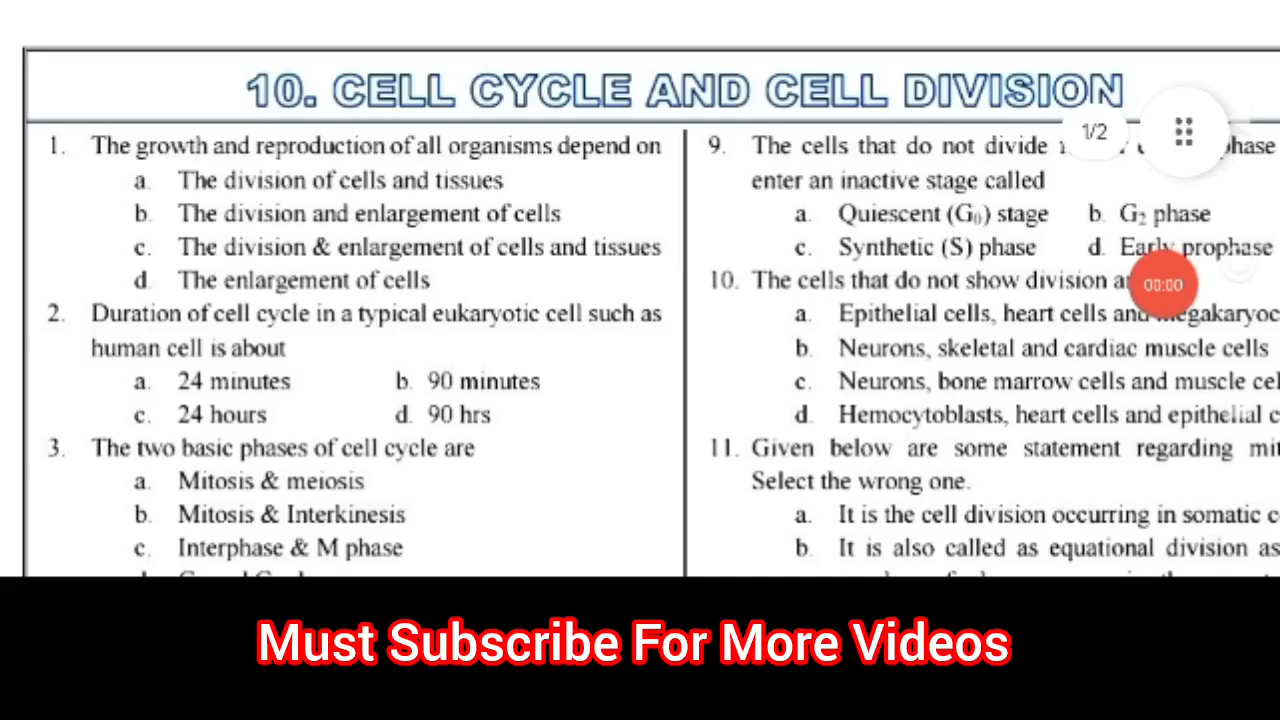 10. CELL CYCLE AND CELL DIVISION
1. The growth and reproduction of all organisms depend on
a. The division of cells and tissues
b. The division and enlargement of cells
c. The division & enlargement of cells and tissues
d. The enlargement of cells
2. Duration of cell cycle in a typical eukaryotic cell such as
human cell is about
a. 24 minutes b. 90 minutes
c. 24 hours d. 90 hrs
3. The two basic phases of cell cycle are
a. Mitosis & meiosis
b. Mitosis & Interkinesis
c. Interphase & M phase
9. The cells that do not divide
enter an inactive stage called
a. Quiescent (G₀) stage b. G₂ phase
c. Synthetic (S) phase d. Early prophase
10. The cells that do not show division
a. Epithelial cells, heart cells and
b. Neurons, skeletal and cardiac muscle cells
c. Neurons, bone marrow cells and muscle
d. Hemocytoblasts, heart cells and epithelial
11. Given below are some statement regarding
Select the wrong one.
a. It is the cell division occurring in somatic
b. It is also called as equational division as
1/2
00:00
Must Subscribe For More Videos